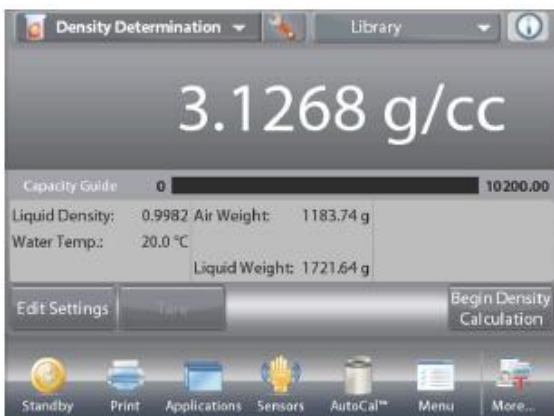 Density Determination Library
3.1268 g/cc
Capacity Guide 0 10200.00
Liquid Density: 0.9982 Air Weight: 1183.74 g
Water Temp.: 20.0 °C
Liquid Weight: 1721.64 g
Edit Settings Tare Begin Density
Calculation
Standby Print Applications Sensors AutoCal™ Menu More...